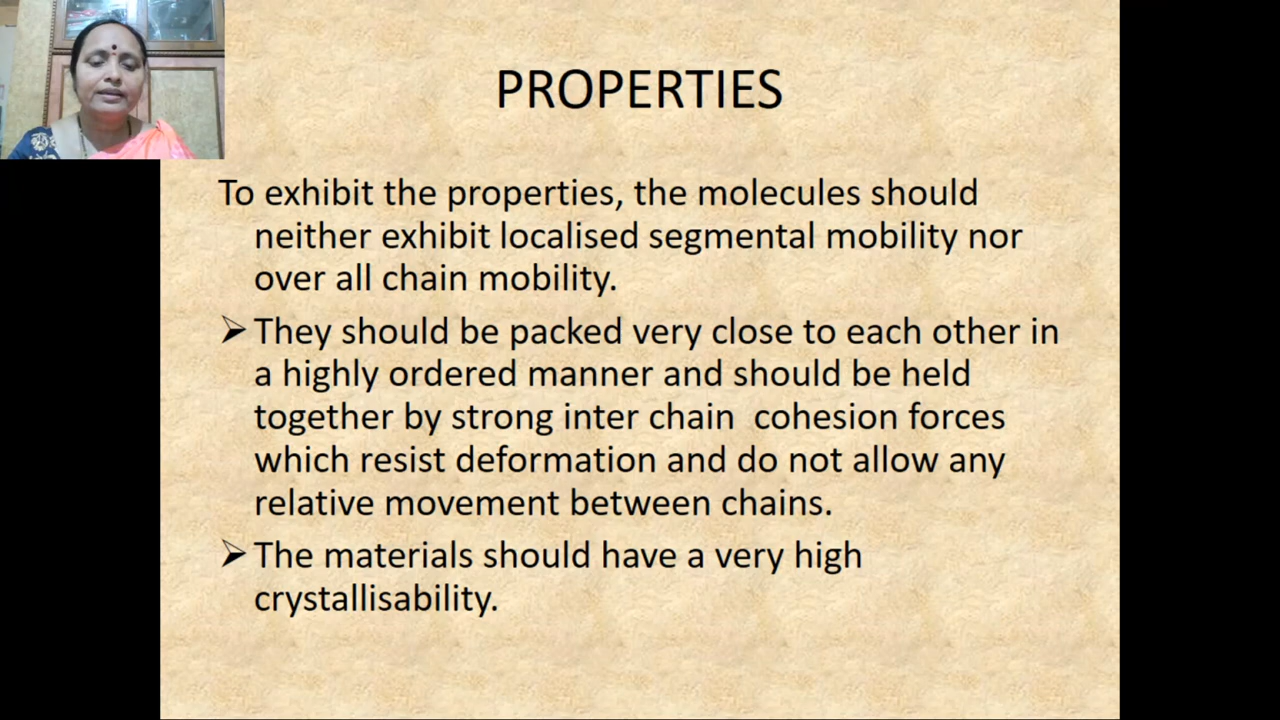 PROPERTIES
To exhibit the properties, the molecules should
neither exhibit localised segmental mobility nor
over all chain mobility.
➢ They should be packed very close to each other in
a highly ordered manner and should be held
together by strong inter chain  cohesion forces
which resist deformation and do not allow any
relative movement between chains.
➢ The materials should have a very high
crystallisability.